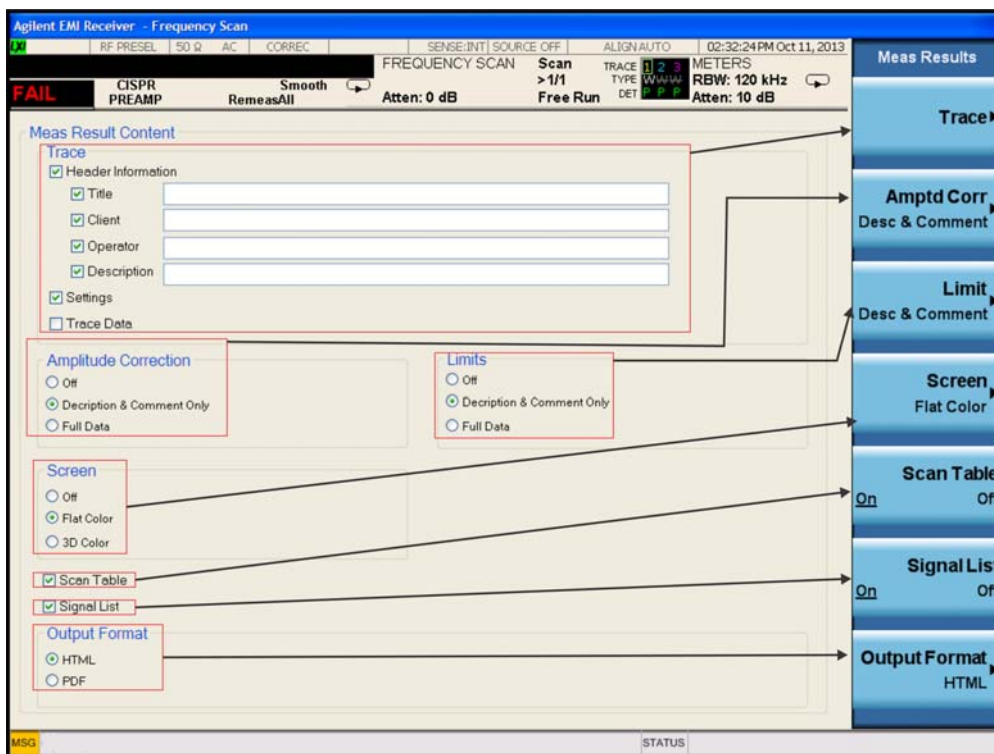 Agilent EMI Receiver - Frequency Scan
LXI RF PRESEL 50 Ω AC CORREC SENSE:INT SOURCE OFF ALIGN AUTO 02:32:24 PM Oct 11, 2013
FREQUENCY SCAN Scan TRACE 1 2 3 METERS
>1/1 TYPE WWW RBW: 120 kHz
FAIL CISPR Smooth
PREAMP RemeasAll Atten: 0 dB Free Run DET P P P Atten: 10 dB
Meas Results
Meas Result Content
Trace
Header Information
Title
Client
Operator
Description
Settings
Trace Data
Amplitude Correction
Off
Decription & Comment Only
Full Data
Limits
Off
Decription & Comment Only
Full Data
Screen
Off
Flat Color
3D Color
Scan Table
Signal List
Output Format
HTML
PDF
Trace
Amptd Corr
Desc & Comment
Limit
Desc & Comment
Screen
Flat Color
Scan Table
On Of
Signal Lis
On Of
Output Format
HTML
MSG STATUS